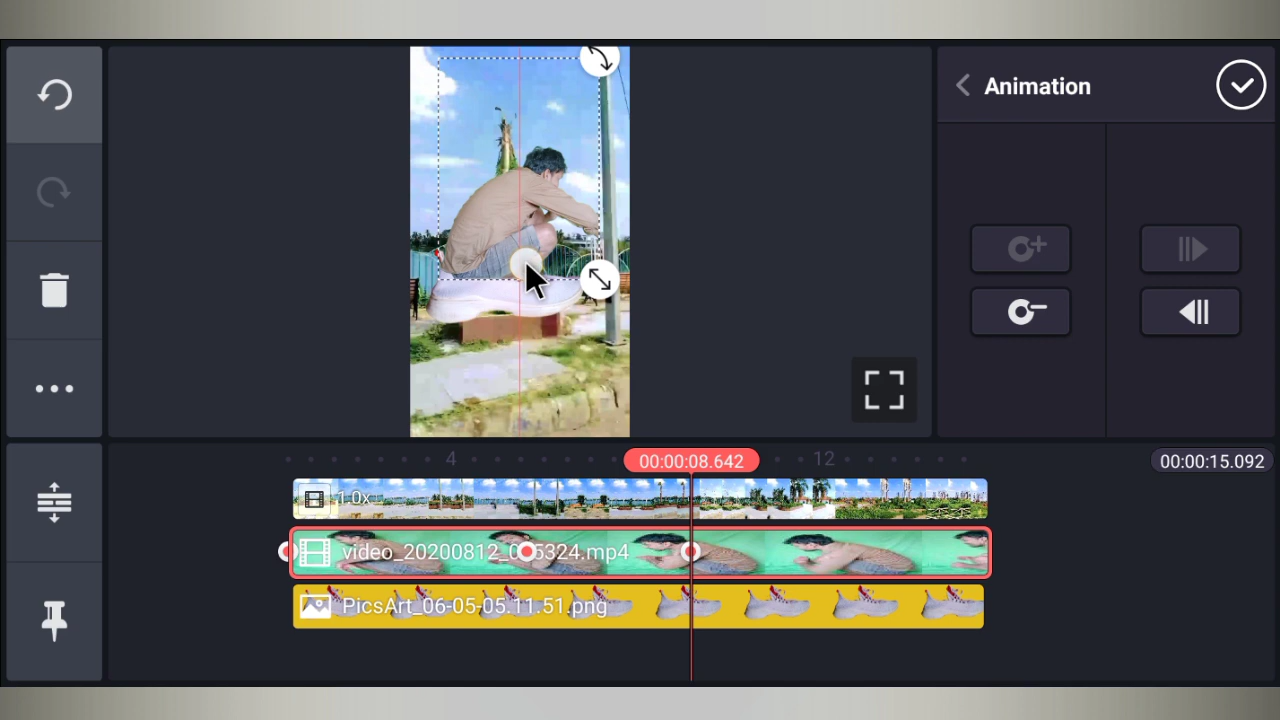 Animation
4
00:00:08.642
12
00:00:15.092
1.0x
video_20200812_0
5324.mp4
PicsArt_06-05-05.11.51.png